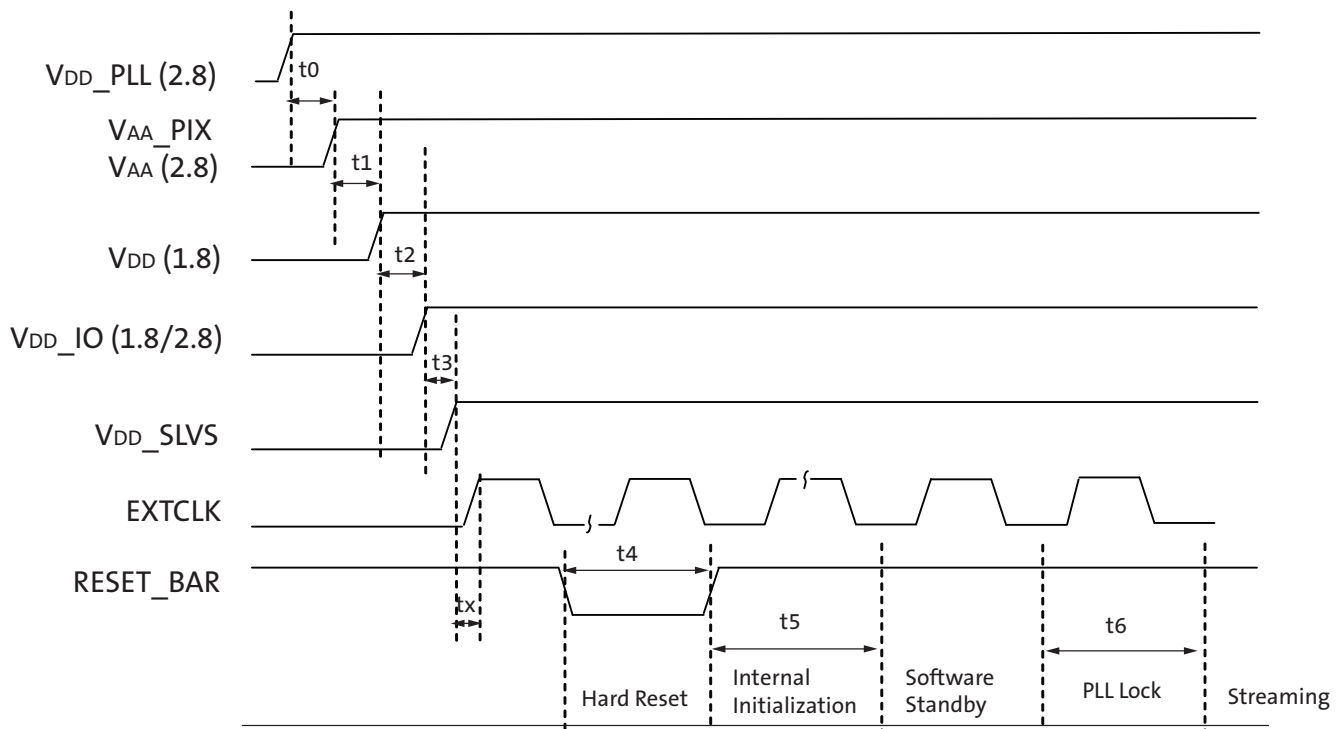 VDD_PLL (2.8)
t0
VAA_PIX
VAA (2.8)
t1
VDD (1.8)
t2
VDD_IO (1.8/2.8)
t3
VDD_SLVS
EXTCLK
RESET_BAR
t4
tx
t5
t6
Hard Reset
Internal
Initialization
Software
Standby
PLL Lock
Streaming